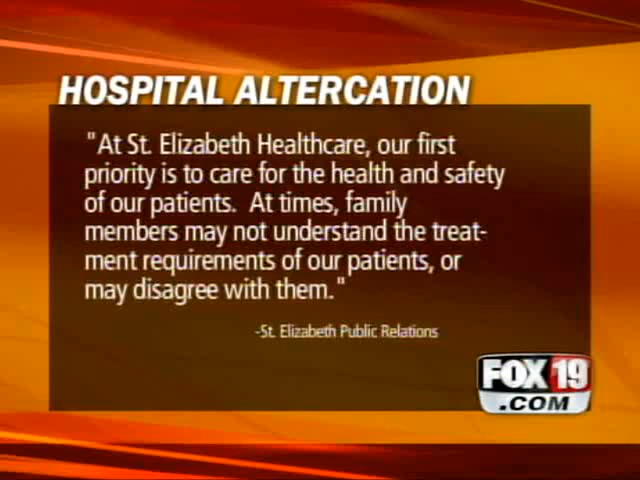 HOSPITAL ALTERCATION
"At St. Elizabeth Healthcare, our first
priority is to care for the health and safety
of our patients.  At times, family
members may not understand the treat-
ment requirements of our patients, or
may disagree with them."
-St. Elizabeth Public Relations
FOX 19
.COM